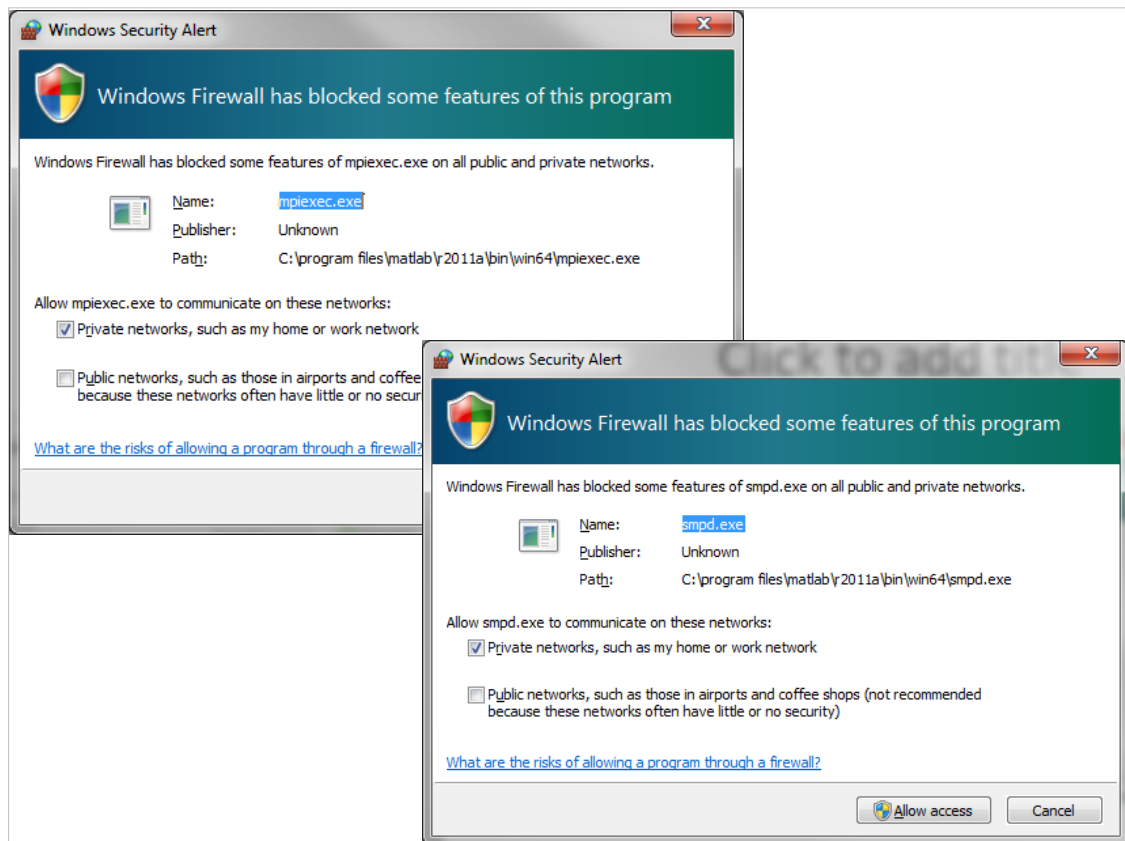 Windows Security Alert
Windows Firewall has blocked some features of this program
Windows Firewall has blocked some features of mpiexec.exe on all public and private networks.
Name: mpiexec.exe
Publisher: Unknown
Path: C:\program files\matlab\r2011a\bin\win64\mpiexec.exe
Allow mpiexec.exe to communicate on these networks:
Private networks, such as my home or work network
Public networks, such as those in airports and coffee
because these networks often have little or no secur
What are the risks of allowing a program through a firewall?
Click to add title
Windows Security Alert
Windows Firewall has blocked some features of this program
Windows Firewall has blocked some features of smpd.exe on all public and private networks.
Name: smpd.exe
Publisher: Unknown
Path: C:\program files\matlab\r2011a\bin\win64\smpd.exe
Allow smpd.exe to communicate on these networks:
Private networks, such as my home or work network
Public networks, such as those in airports and coffee shops (not recommended
because these networks often have little or no security)
What are the risks of allowing a program through a firewall?
Allow access Cancel